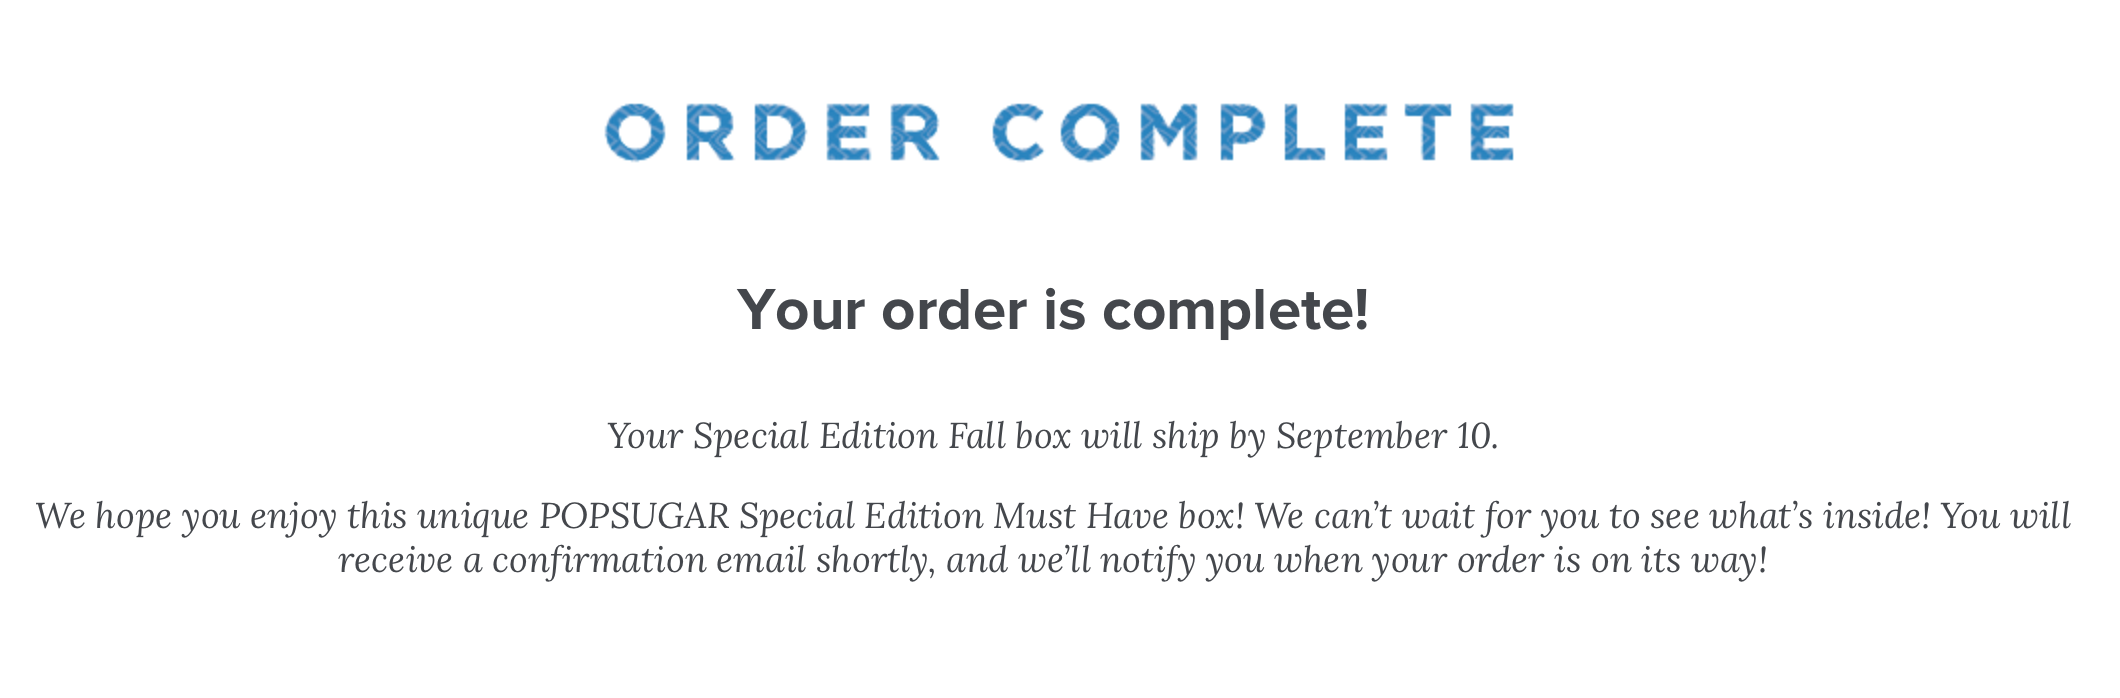 ORDER COMPLETE
Your order is complete!
Your Special Edition Fall box will ship by September 10.
We hope you enjoy this unique POPSUGAR Special Edition Must Have box! We can’t wait for you to see what’s inside! You will
receive a confirmation email shortly, and we’ll notify you when your order is on its way!